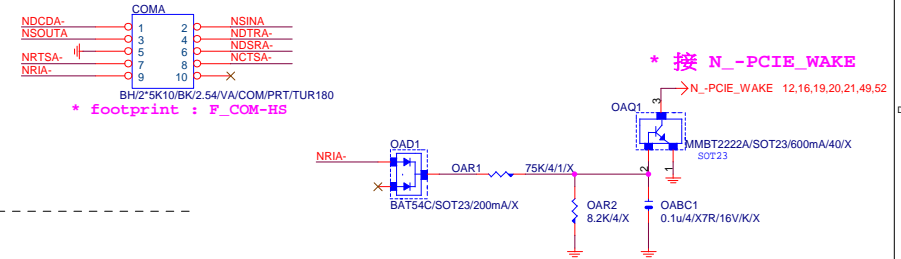 COMA
NDCDA- 1 2 NSINA
NSOUTA 3 4 NDTRA-
5 6 NDSRA-
NRTSA- 7 8 NCTSA-
NRIA- 9 10
BH/2*5K10/BK/2.54/VA/COM/PRT/TUR180
* footprint : F_COM-HS
* 接 N_-PCIE_WAKE
N_-PCIE_WAKE 12,16,19,20,21,49,52
3
OAQ1
MMBT2222A/SOT23/600mA/40/X
SOT23
2 1
OAD1
NRIA-
OAR1 75K/4/1/X
BAT54C/SOT23/200mA/X
OAR2
8.2K/4/X
OABC1
0.1u/4/X7R/16V/K/X